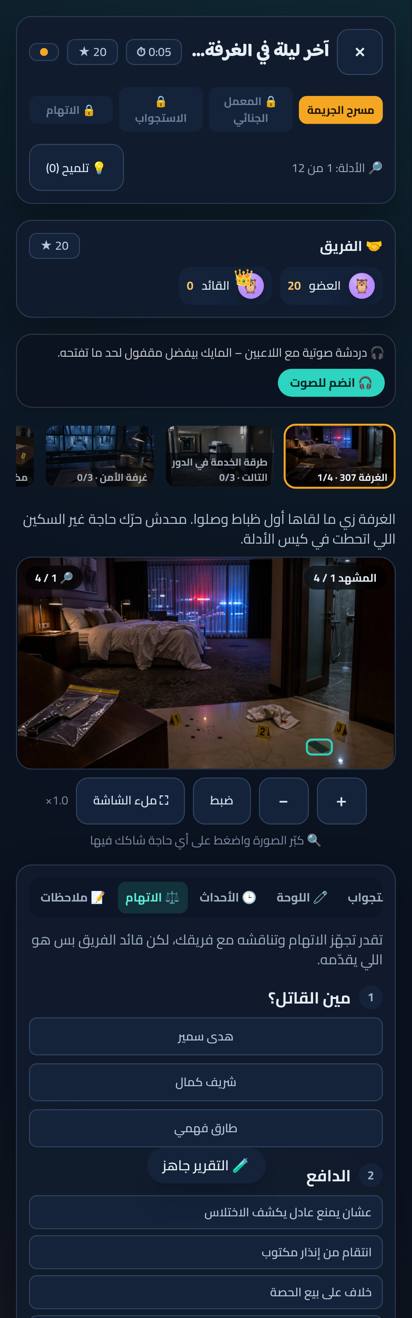 ×
آخر ليلة في الغرفة...
⏱ 0:05
★ 20
مسرح الجريمة
🔒 المعمل الجنائي
🔒 الاستجواب
🔒 الاتهام
🔎 الأدلة: 1 من 12
💡 تلميح (0)
🤝 الفريق
★ 20
العضو 20
القائد 0
🎧 دردشة صوتية مع اللاعبين – المايك بيفضل مقفول لحد ما تفتحه.
🎧 انضم للصوت
الغرفة 307 · 1/4
طرقة الخدمة في الدور
التالت · 0/3
غرفة الأمن · 0/3
الغرفة زي ما لقاها أول ظباط وصلوا. محدش حرّك حاجة غير السكين
اللي اتحطت في كيس الأدلة.
المشهد 1 / 4
🔎 1 / 4
1
2
3
+
−
ضبط
⛶ ملء الشاشة
×1.0
🔍 كبّر الصورة واضغط على أي حاجة شاكك فيها
تجواب
🖍 اللوحة
🕒 الأحداث
⚖️ الاتهام
📝 ملاحظات
تقدر تجهّز الاتهام وتناقشه مع فريقك، لكن قائد الفريق بس هو
اللي يقدّمه.
1 مين القاتل؟
هدى سمير
شريف كمال
طارق فهمي
🧪 التقرير جاهز
2 الدافع
عشان يمنع عادل يكشف الاختلاس
انتقام من إنذار مكتوب
خلاف على بيع الحصة